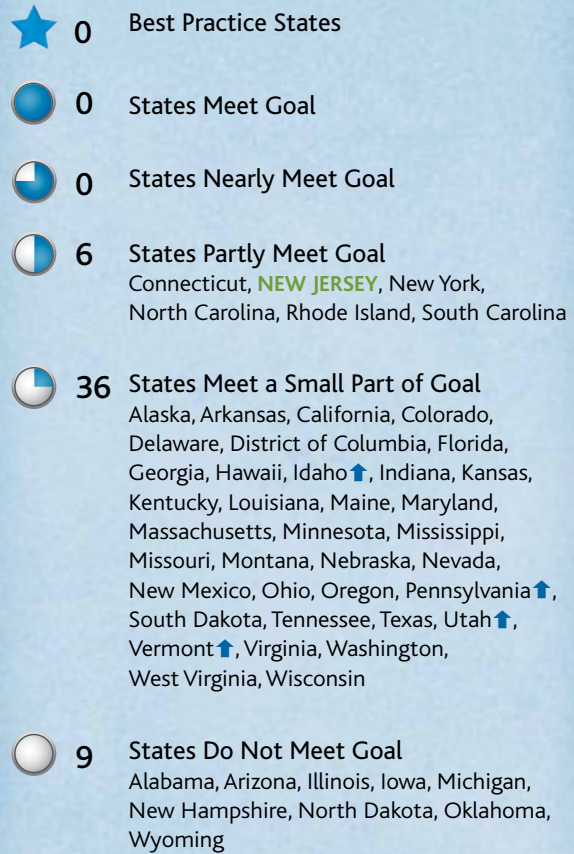 0 Best Practice States
0 States Meet Goal
0 States Nearly Meet Goal
6 States Partly Meet Goal
Connecticut, NEW JERSEY, New York,
North Carolina, Rhode Island, South Carolina
36 States Meet a Small Part of Goal
Alaska, Arkansas, California, Colorado,
Delaware, District of Columbia, Florida,
Georgia, Hawaii, Idaho⬆, Indiana, Kansas,
Kentucky, Louisiana, Maine, Maryland,
Massachusetts, Minnesota, Mississippi,
Missouri, Montana, Nebraska, Nevada,
New Mexico, Ohio, Oregon, Pennsylvania⬆,
South Dakota, Tennessee, Texas, Utah⬆,
Vermont⬆, Virginia, Washington,
West Virginia, Wisconsin
9 States Do Not Meet Goal
Alabama, Arizona, Illinois, Iowa, Michigan,
New Hampshire, North Dakota, Oklahoma,
Wyoming